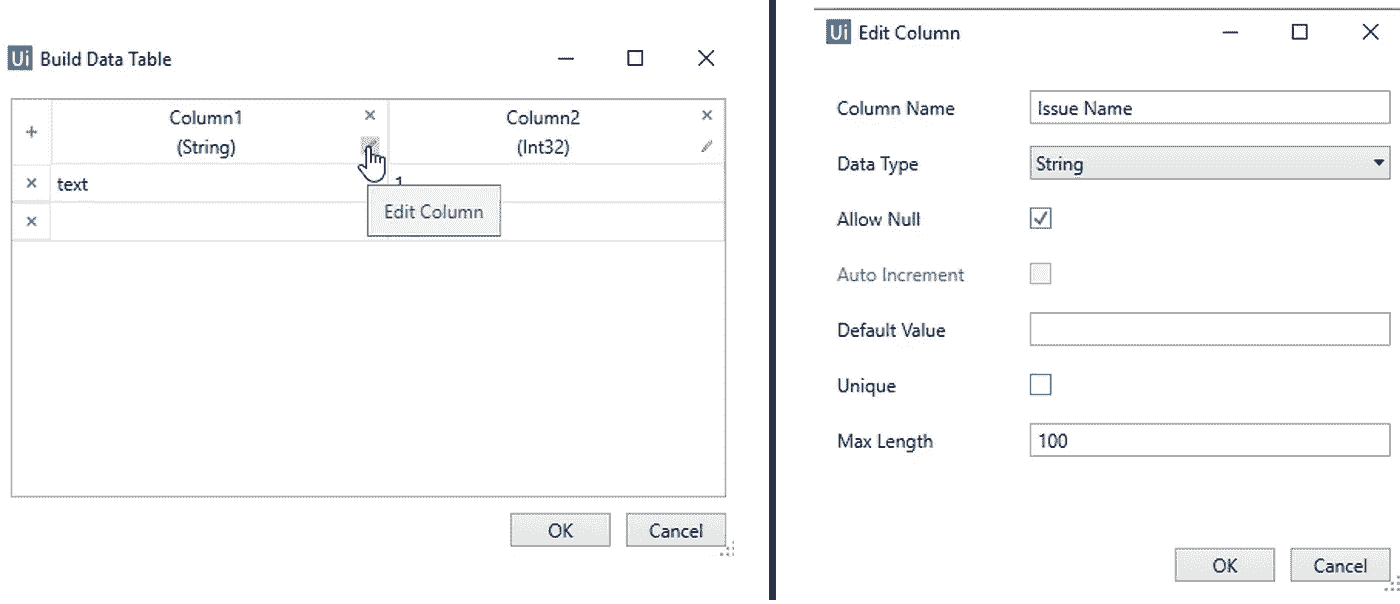 Ui Build Data Table
Column1
(String)
Column2
(Int32)
text
1
Edit Column
OK
Cancel
Ui Edit Column
Column Name
Issue Name
Data Type
String
Allow Null
Auto Increment
Default Value
Unique
Max Length
100
OK
Cancel